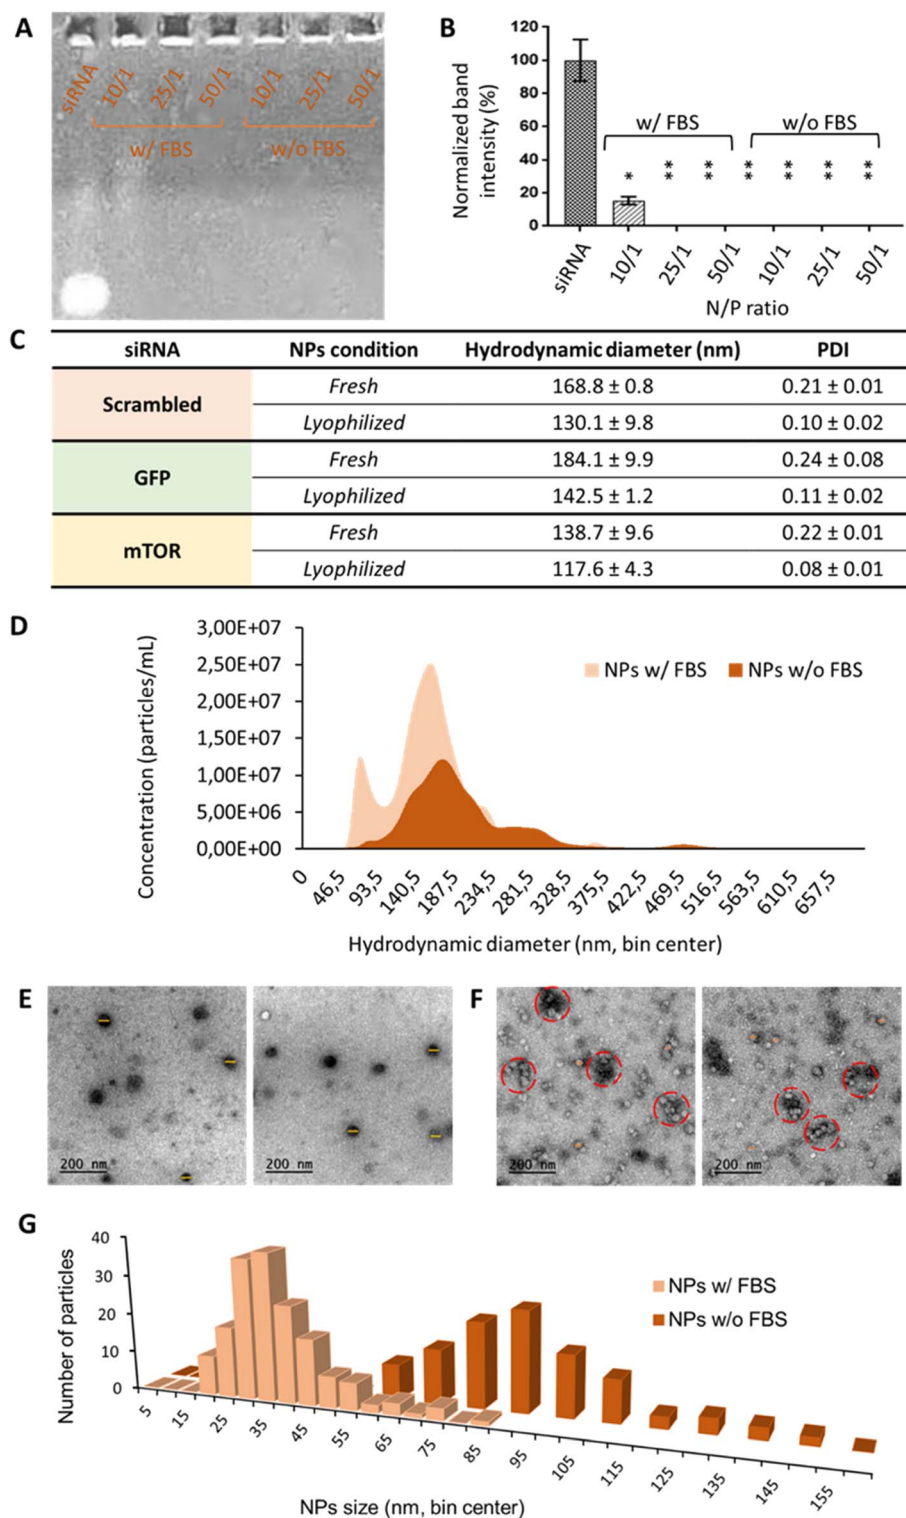 A
siRNA 10/1 25/1 50/1 10/1 25/1 50/1
w/ FBS w/o FBS
B
Normalized band
intensity (%)
120
100
80
60
40
20
0
w/ FBS w/o FBS
* ** ** ** ** ** **
siRNA 10/1 25/1 50/1 10/1 25/1 50/1
N/P ratio
C
siRNA NPs condition Hydrodynamic diameter (nm) PDI
Scrambled Fresh 168.8 ± 0.8 0.21 ± 0.01
Lyophilized 130.1 ± 9.8 0.10 ± 0.02
GFP Fresh 184.1 ± 9.9 0.24 ± 0.08
Lyophilized 142.5 ± 1.2 0.11 ± 0.02
mTOR Fresh 138.7 ± 9.6 0.22 ± 0.01
Lyophilized 117.6 ± 4.3 0.08 ± 0.01
D
Concentration (particles/mL)
3,00E+07
2,50E+07
2,00E+07
1,50E+07
1,00E+07
5,00E+06
0,00E+00
NPs w/ FBS NPs w/o FBS
0 46,5 93,5 140,5 187,5 234,5 281,5 328,5 375,5 422,5 469,5 516,5 563,5 610,5 657,5
Hydrodynamic diameter (nm, bin center)
E
200 nm 200 nm
F
200 nm 200 nm
G
Number of particles
40
30
20
10
0
NPs w/ FBS
NPs w/o FBS
5 15 25 35 45 55 65 75 85 95 105 115 125 135 145 155
NPs size (nm, bin center)